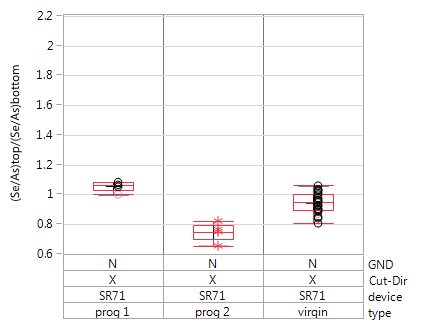 2.2
2
1.8
1.6
1.4
1.2
1
0.8
0.6
(Se/As)top/(Se/As)bottom
N N N GND
X X X Cut-Dir
SR71 SR71 SR71 device
prog 1 prog 2 virgin type